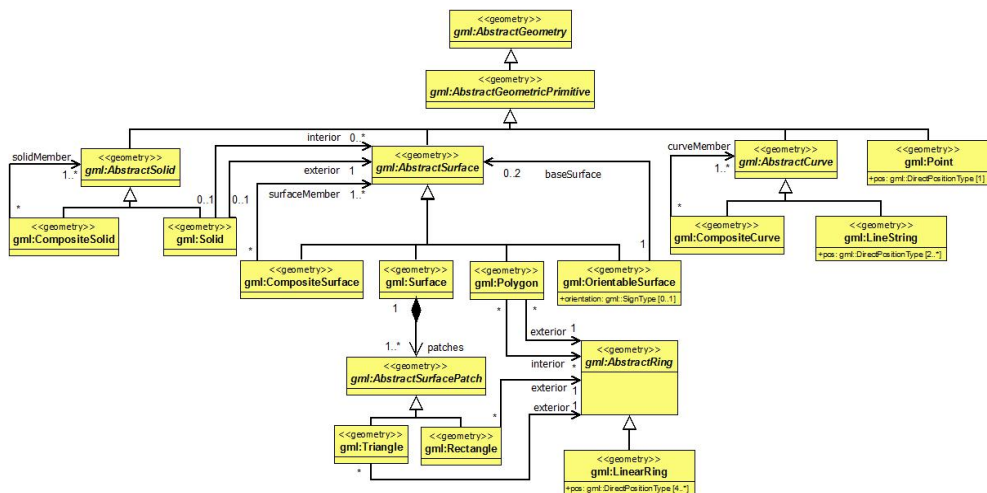 <<geometry>>
gml:AbstractGeometry
<<geometry>>
gml:AbstractGeometricPrimitive
interior 0..*
solidMember
<<geometry>>
gml:AbstractSolid
1..*
exterior 1
<<geometry>>
gml:AbstractSurface
surfaceMember 1..*
0..2 baseSurface
curveMember
<<geometry>>
gml:AbstractCurve
1..*
<<geometry>>
gml:Point
+pos: gml::DirectPositionType [1]
*
0..1 0..1
<<geometry>>
gml:CompositeSolid
<<geometry>>
gml:Solid
*
<<geometry>>
gml:CompositeCurve
<<geometry>>
gml:LineString
+pos: gml::DirectPositionType [2..*]
*
1
<<geometry>>
gml:CompositeSurface
<<geometry>>
gml:Surface
<<geometry>>
gml:Polygon
<<geometry>>
gml:OrientableSurface
+orientation: gml::SignType [0..1]
1
* *
1..* patches
exterior 1
interior *
<<geometry>>
gml:AbstractRing
<<geometry>>
gml:AbstractSurfacePatch
exterior 1
exterior 1
*
<<geometry>>
gml:Triangle
<<geometry>>
gml:Rectangle
*
<<geometry>>
gml:LinearRing
+pos: gml::DirectPositionType [4..*]